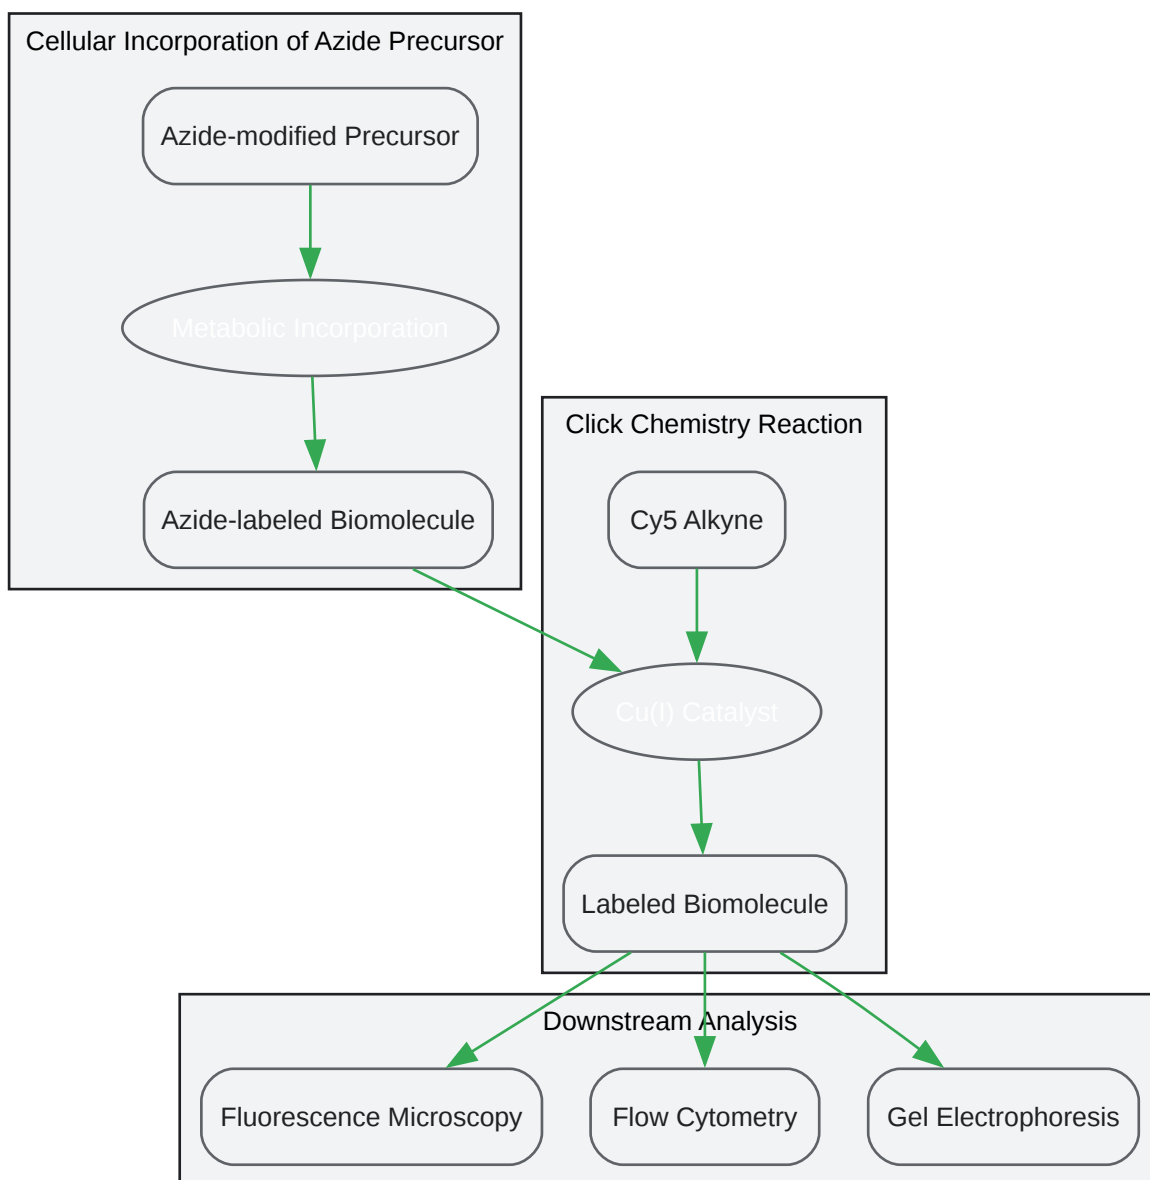 Cellular Incorporation of Azide Precursor
Azide-modified Precursor
Metabolic Incorporation
Azide-labeled Biomolecule
Click Chemistry Reaction
Cy5 Alkyne
Cu(I) Catalyst
Labeled Biomolecule
Downstream Analysis
Fluorescence Microscopy
Flow Cytometry
Gel Electrophoresis